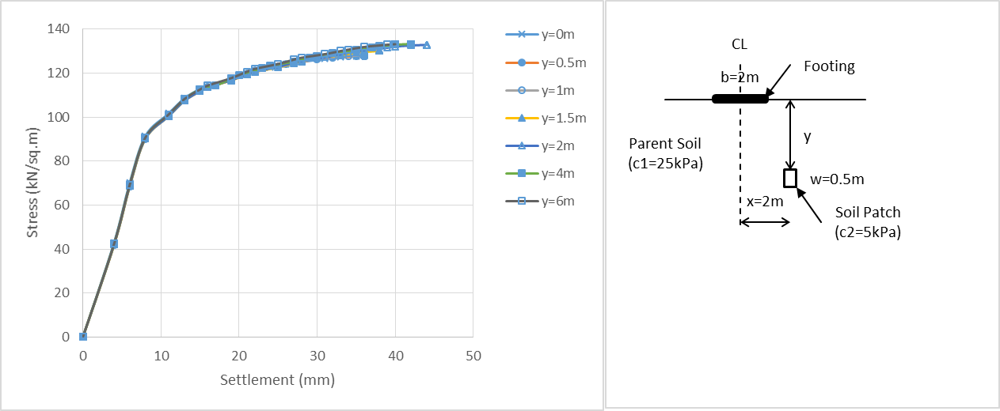 140
120
100
80
60
40
20
0
Stress (kN/sq.m)
0 10 20 30 40 50
Settlement (mm)
y=0m
y=0.5m
y=1m
y=1.5m
y=2m
y=4m
y=6m
CL
b=2m
Footing
y
Parent Soil
(c1=25kPa)
w=0.5m
x=2m
Soil Patch
(c2=5kPa)